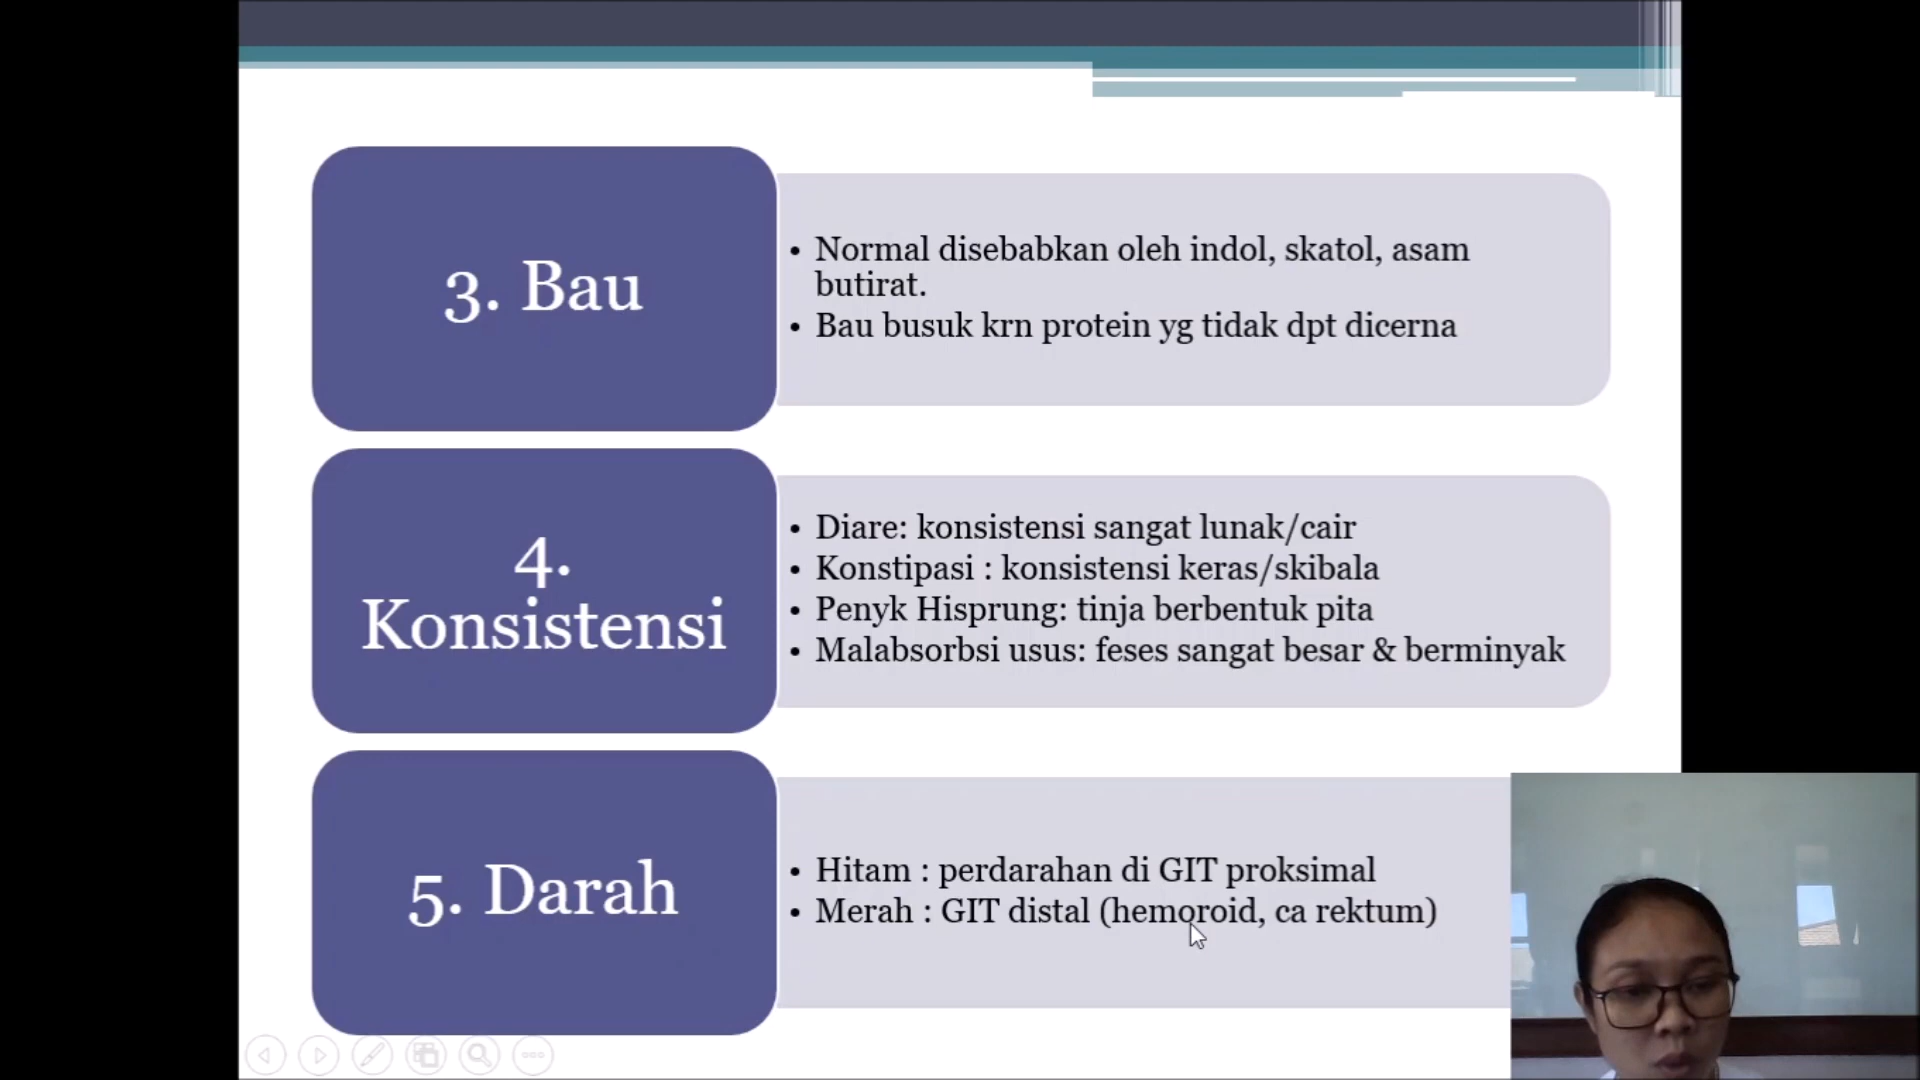 3. Bau
• Normal disebabkan oleh indol, skatol, asam
butirat.
• Bau busuk krn protein yg tidak dpt dicerna
4.
Konsistensi
• Diare: konsistensi sangat lunak/cair
• Konstipasi : konsistensi keras/skibala
• Penyk Hisprung: tinja berbentuk pita
• Malabsorbsi usus: feses sangat besar & berminyak
5. Darah
• Hitam : perdarahan di GIT proksimal
• Merah : GIT distal (hemoroid, ca rektum)